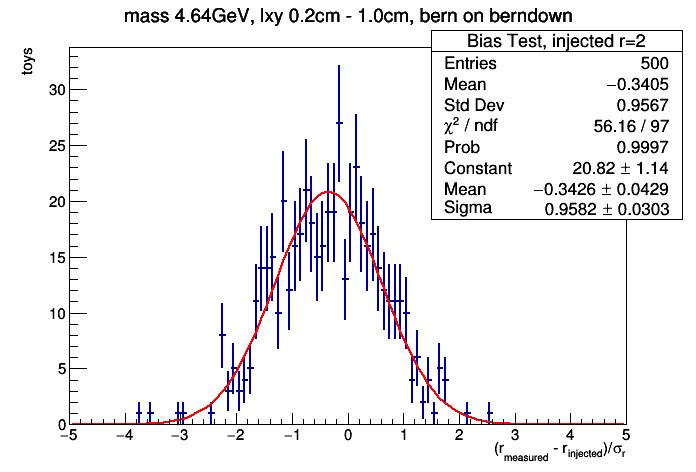 mass 4.64GeV, lxy 0.2cm - 1.0cm, bern on berndown
Bias Test, injected r=2
Entries 500
Mean −0.3405
Std Dev 0.9567
χ² / ndf 56.16 / 97
Prob 0.9997
Constant 20.82 ± 1.14
Mean −0.3426 ± 0.0429
Sigma 0.9582 ± 0.0303
toys
30
25
20
15
10
5
0
−5 −4 −3 −2 −1 0 1 2 3 4 5
(r_measured - r_injected)/σ_r